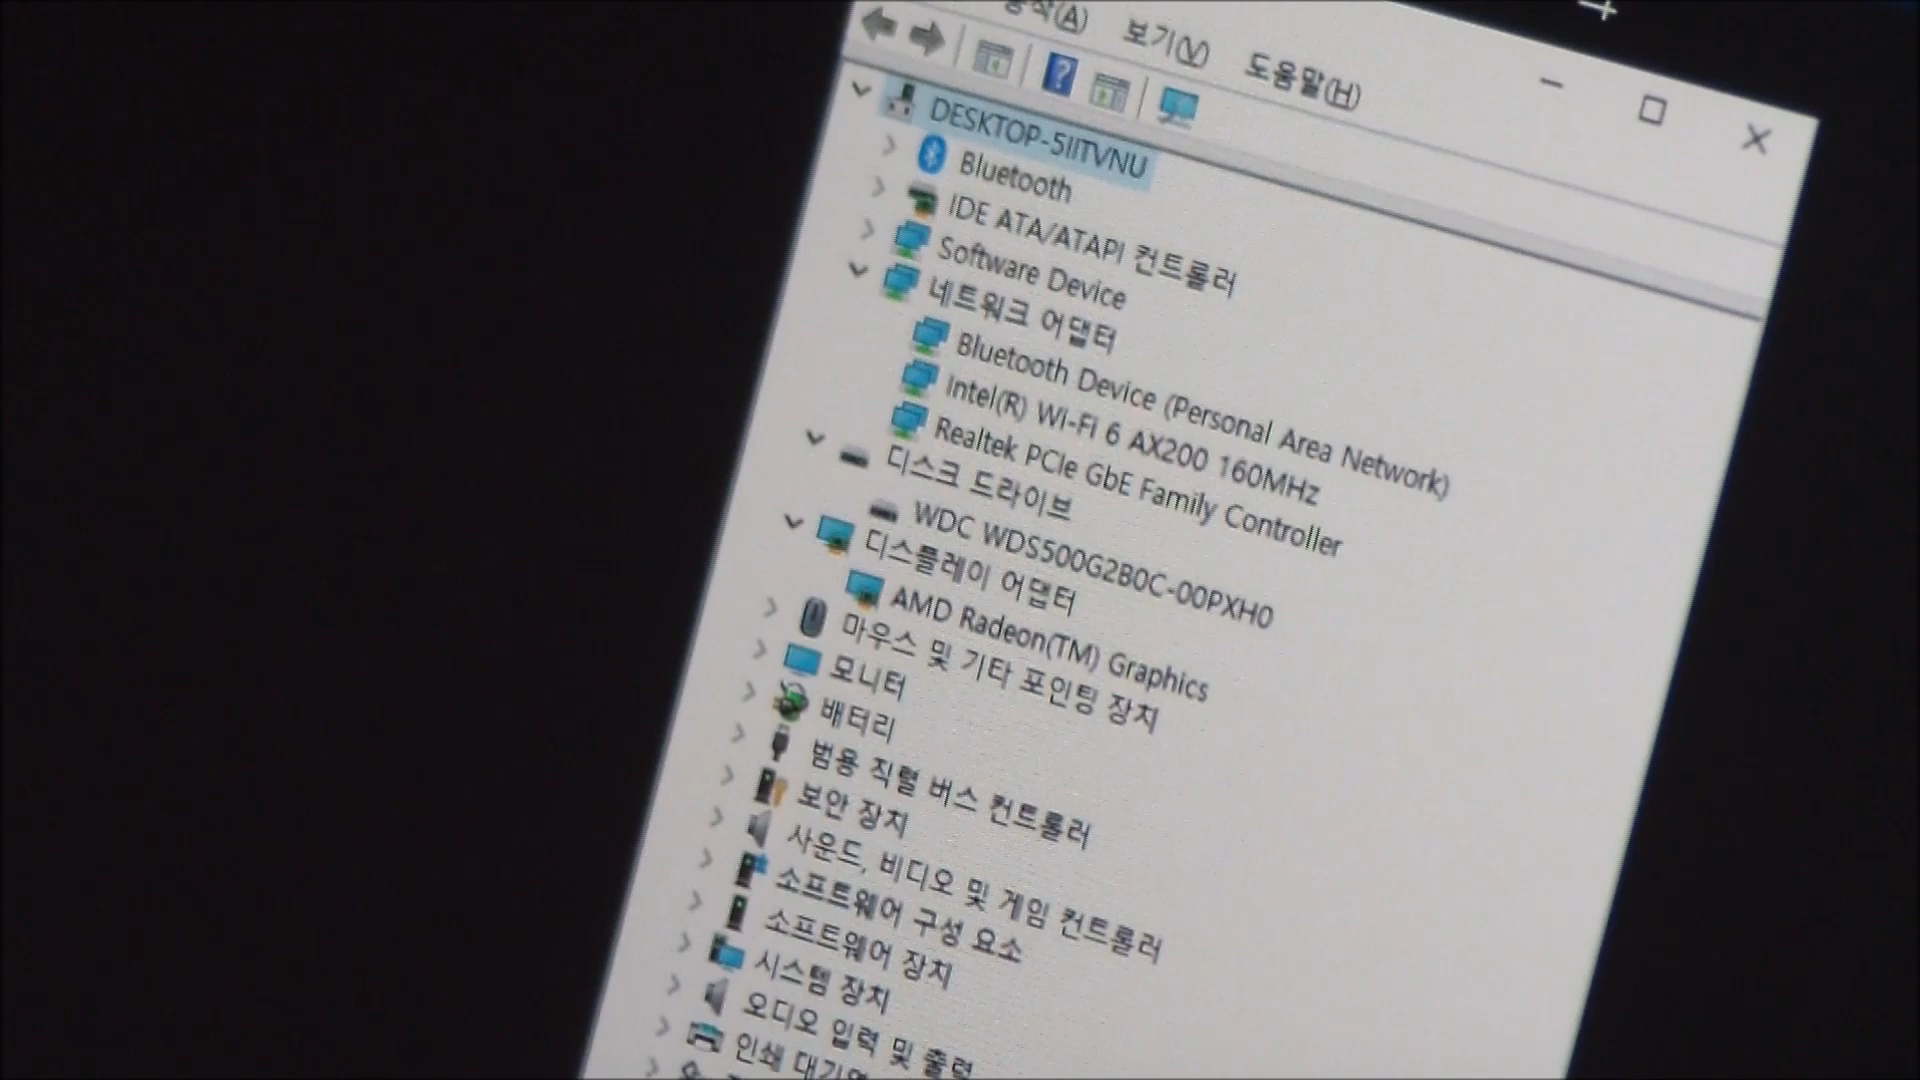 동작(A) 보기(V) 도움말(H)
DESKTOP-5IITVNU
Bluetooth
IDE ATA/ATAPI 컨트롤러
Software Device
네트워크 어댑터
Bluetooth Device (Personal Area Network)
Intel(R) Wi-Fi 6 AX200 160MHz
Realtek PCIe GbE Family Controller
디스크 드라이브
WDC WDS500G2B0C-00PXH0
디스플레이 어댑터
AMD Radeon(TM) Graphics
마우스 및 기타 포인팅 장치
모니터
배터리
범용 직렬 버스 컨트롤러
보안 장치
사운드, 비디오 및 게임 컨트롤러
소프트웨어 구성 요소
소프트웨어 장치
시스템 장치
오디오 입력 및 출력
인쇄